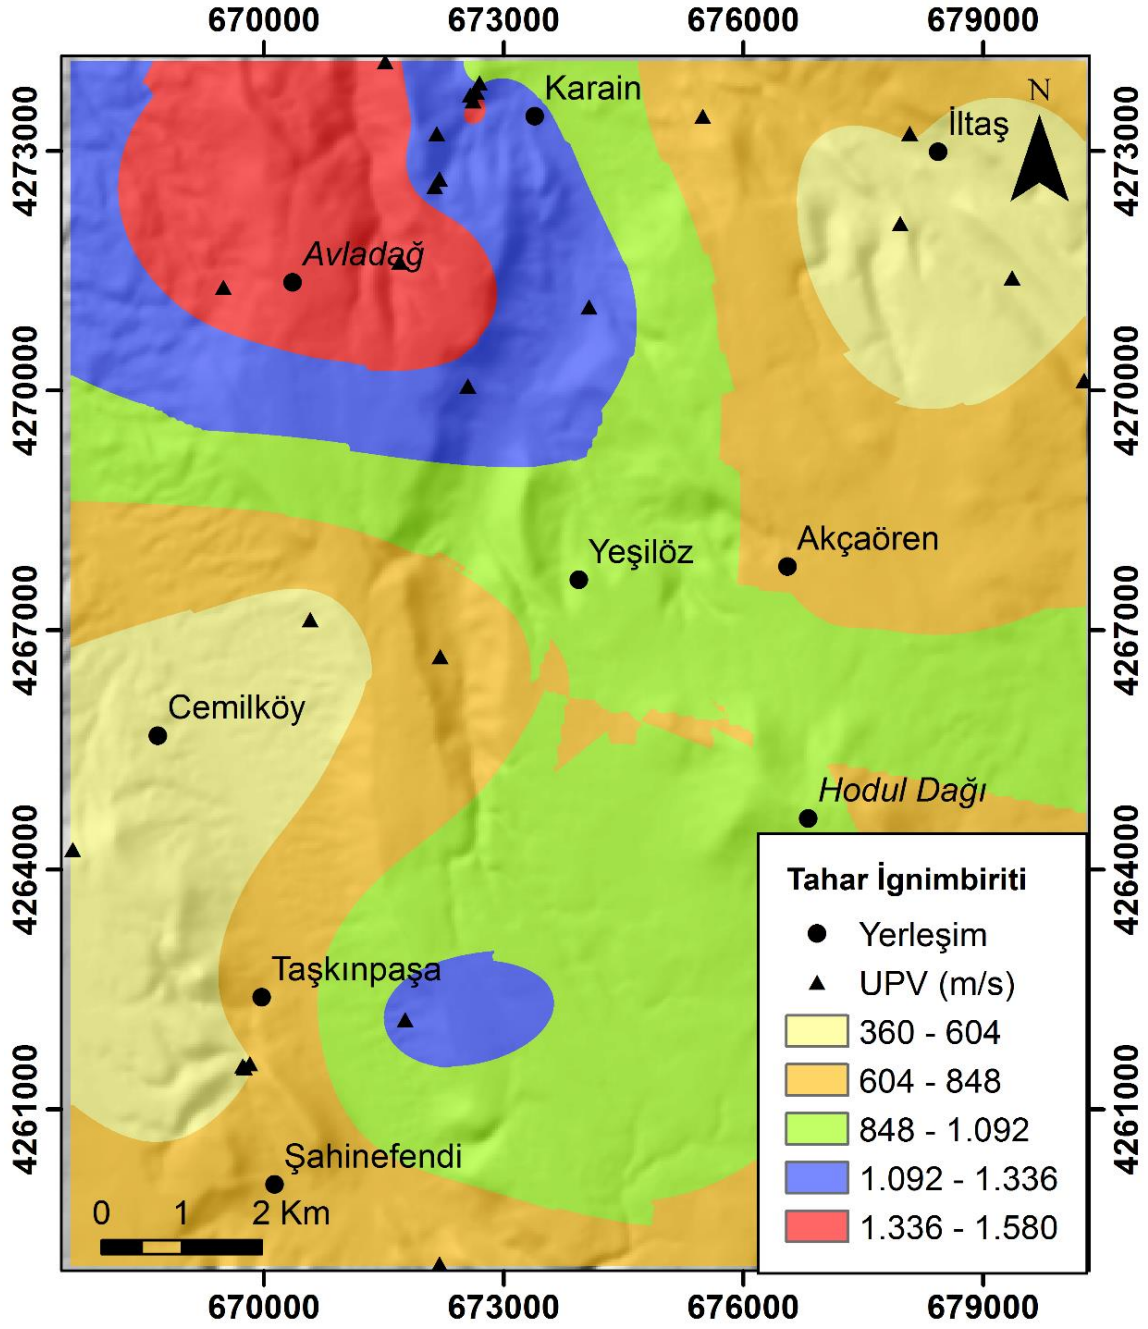 670000 673000 676000 679000
4273000
4273000
N
Karain
İltaş
Avladağ
4270000
4270000
Akçaören
Yeşilöz
4267000
4267000
Cemilköy
Hodul Dağı
4264000
4264000
Tahar İgnimbiriti
Yerleşim
UPV (m/s)
360 - 604
604 - 848
848 - 1.092
1.092 - 1.336
1.336 - 1.580
Taşkınpaşa
4261000
4261000
Şahinefendi
0 1 2 Km
670000 673000 676000 679000